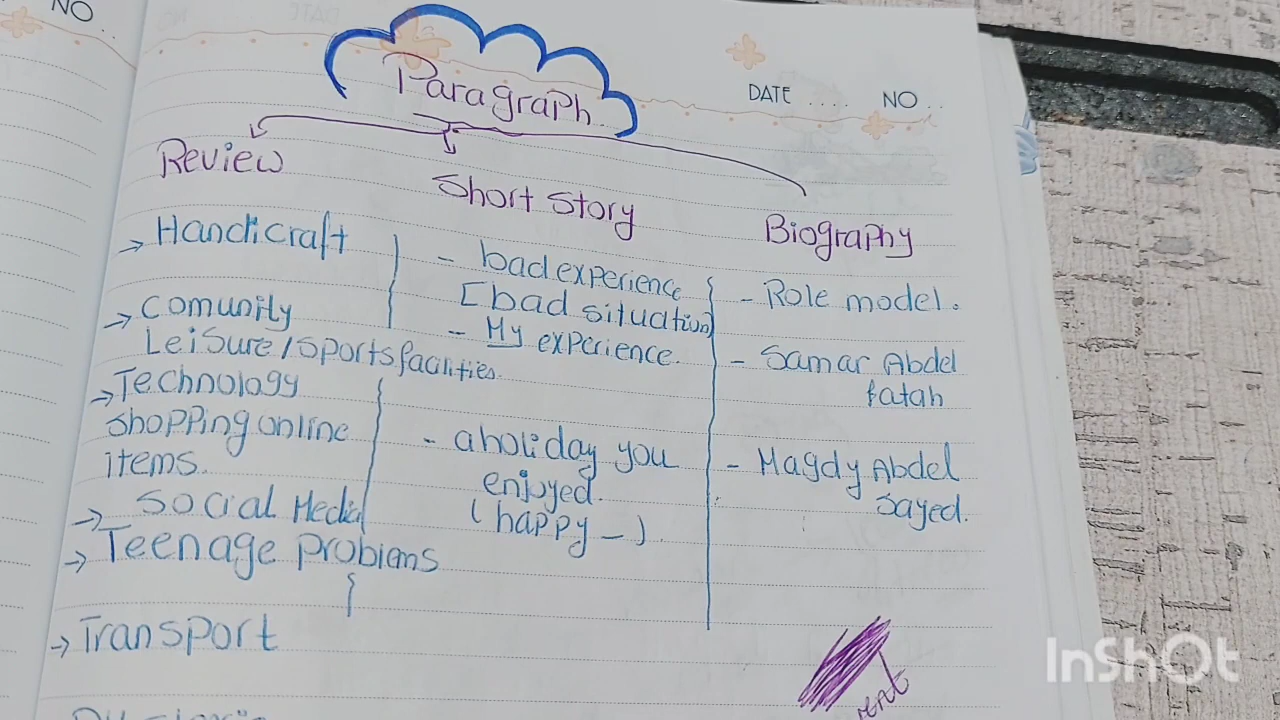 NO
DATE .... NO ..
Paragraph
Review
Short Story
Biography
→ Handicraft
→ Comunity
Leisure / Sports facilities.
→ Technology
shopping online
items.
→ Social Media
→ Teenage problems
→ Transport
- bad experience
[bad situation]
- My experience.
- a holiday you
enjoyed.
(happy _ ).
- Role model.
- Samar Abdel
fatah
- Magdy Abdel
Sayed.
InShOt